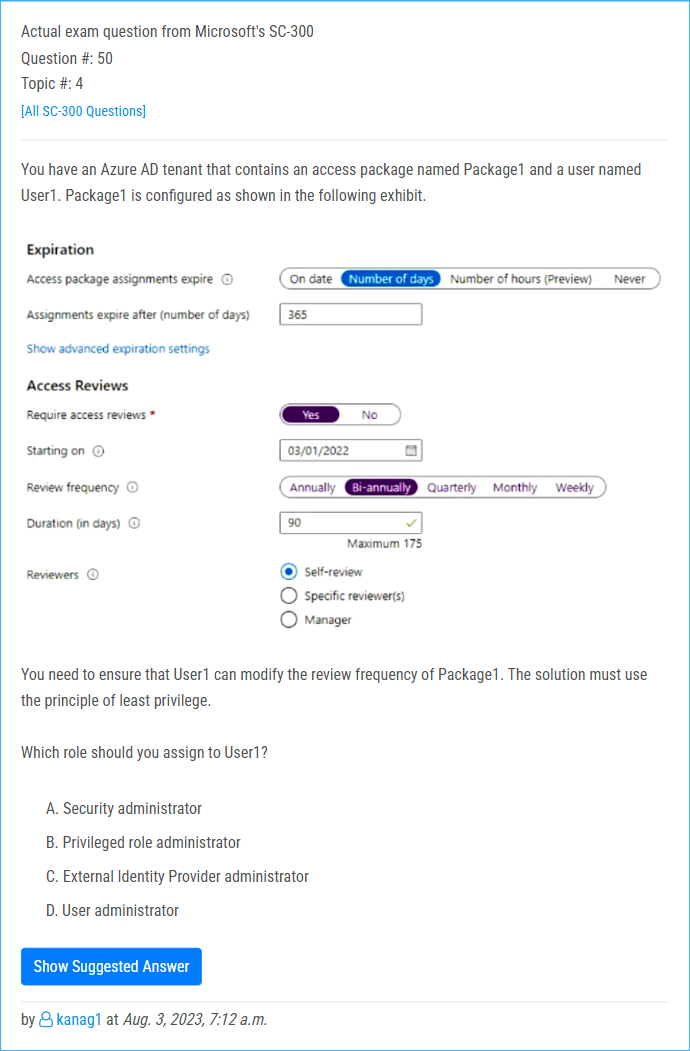 Actual exam question from Microsoft's SC-300
Question #: 50
Topic #: 4
[All SC-300 Questions]
You have an Azure AD tenant that contains an access package named Package1 and a user named
User1. Package1 is configured as shown in the following exhibit.
Expiration
Access package assignments expire On date Number of days Number of hours (Preview) Never
Assignments expire after (number of days) 365
Show advanced expiration settings
Access Reviews
Require access reviews * Yes No
Starting on 03/01/2022
Review frequency Annually Bi-annually Quarterly Monthly Weekly
Duration (in days) 90
Maximum 175
Reviewers Self-review
Specific reviewer(s)
Manager
You need to ensure that User1 can modify the review frequency of Package1. The solution must use
the principle of least privilege.
Which role should you assign to User1?
A. Security administrator
B. Privileged role administrator
C. External Identity Provider administrator
D. User administrator
Show Suggested Answer
by kanag1 at Aug. 3, 2023, 7:12 a.m.